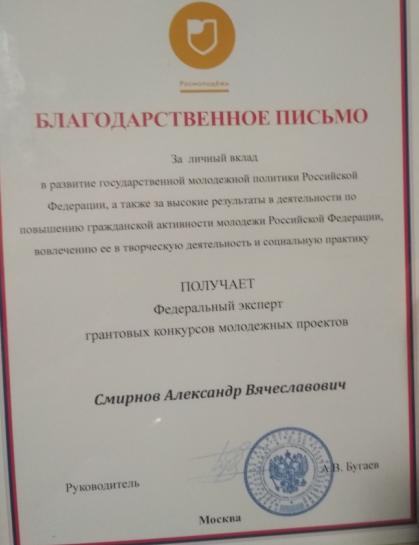 Росмолодёжь
БЛАГОДАРСТВЕННОЕ ПИСЬМО
За личный вклад
в развитие государственной молодежной политики Российской
Федерации, а также за высокие результаты в деятельности по
повышению гражданской активности молодежи Российской Федерации,
вовлечению ее в творческую деятельность и социальную практику
ПОЛУЧАЕТ
Федеральный эксперт
грантовых конкурсов молодежных проектов
Смирнов Александр Вячеславович
Руководитель
А.В. Бугаев
Москва